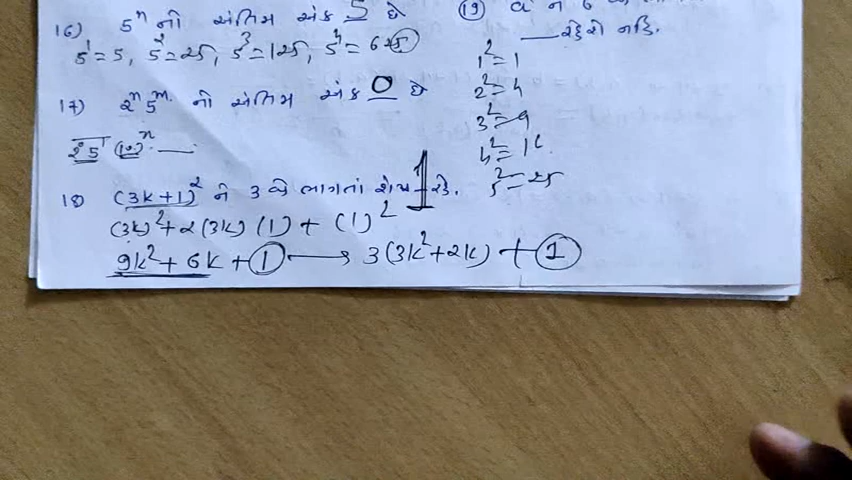 16) 5ⁿ ની અંતિમ અંક 5 છે
5¹ = 5, 5² = 25, 5³ = 125, 5⁴ = 625
17) 2ⁿ 5ᵐ ની અંતિમ અંક 0 છે
18) (3k + 1)² ને 3 વડે ભાગતાં શેષ 1 રહે.
(3k)² + 2(3k)(1) + (1)²
9k² + 6k + 1 → 3(3k² + 2k) + 1
19)
રહેશે નહિ.
1² = 1
2² = 4
3² = 9
4² = 16
5² = 25